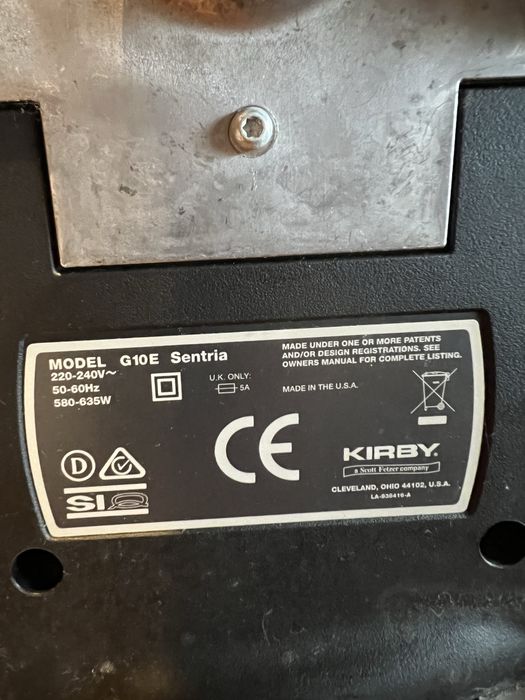 MODEL G10E Sentria
220-240V~
50-60Hz
580-635W
U.K. ONLY:
5A
MADE UNDER ONE OR MORE PATENTS
AND/OR DESIGN REGISTRATIONS. SEE
OWNERS MANUAL FOR COMPLETE LISTING.
MADE IN THE U.S.A.
D
SI
CE
KIRBY.
a Scott Fetzer company
CLEVELAND, OHIO 44102, U.S.A.
LA-938419-A